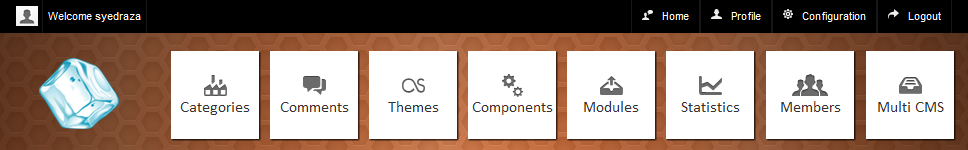 Welcome syedraza Home Profile Configuration Logout
Categories Comments Themes Components Modules Statistics Members Multi CMS